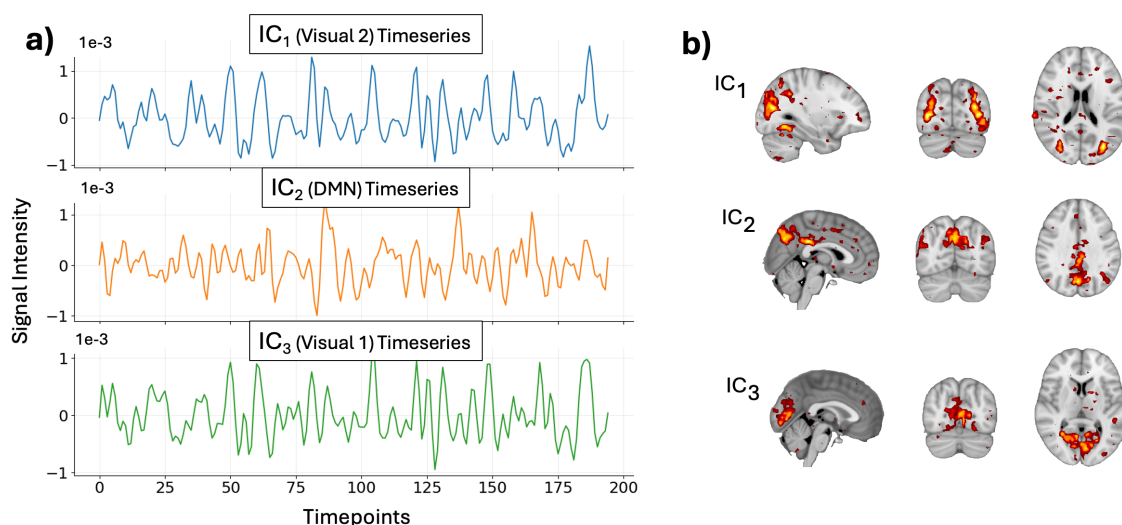 a)
IC₁ (Visual 2) Timeseries
1e-3
1
0
−1
IC₂ (DMN) Timeseries
1e-3
1
0
−1
IC₃ (Visual 1) Timeseries
1e-3
1
0
−1
0 25 50 75 100 125 150 175 200
Timepoints
Signal Intensity
b)
IC₁
IC₂
IC₃